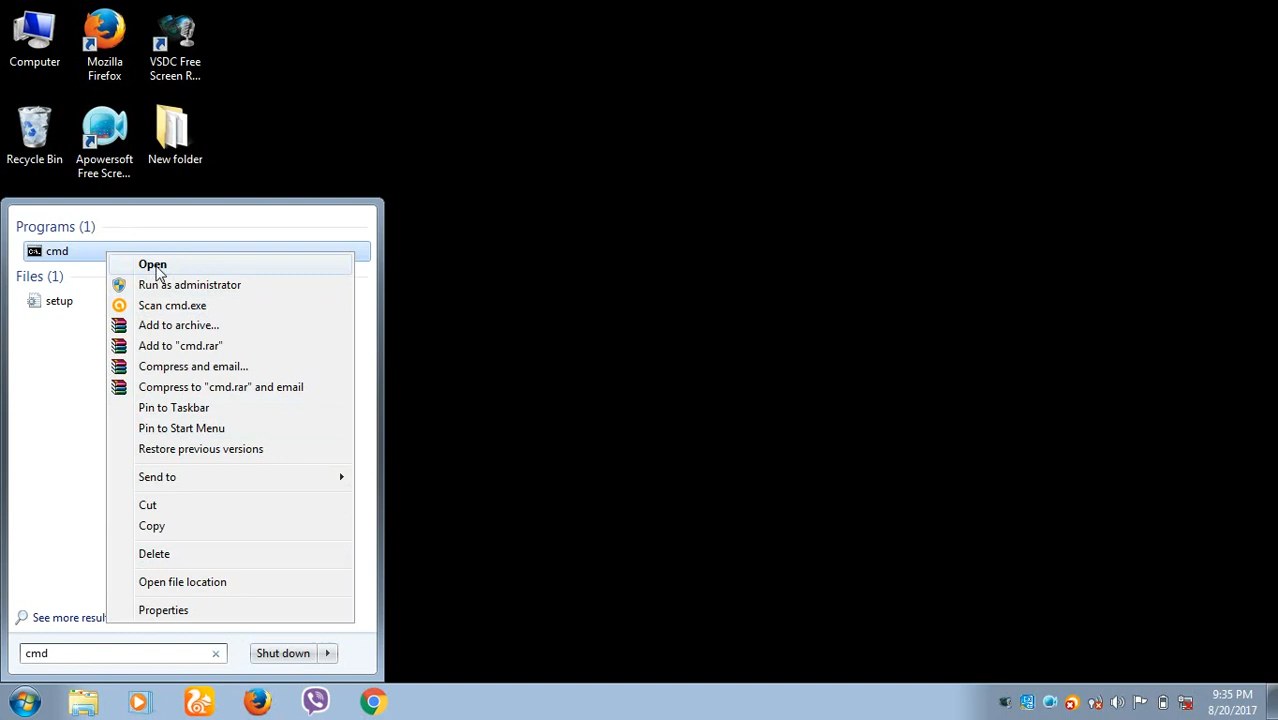 Computer
Mozilla
Firefox
VSDC Free
Screen R...
Recycle Bin
Apowersoft
Free Scre...
New folder
Programs (1)
C:\.
cmd
Files (1)
setup
Open
Run as administrator
Scan cmd.exe
Add to archive...
Add to "cmd.rar"
Compress and email...
Compress to "cmd.rar" and email
Pin to Taskbar
Pin to Start Menu
Restore previous versions
Send to
Cut
Copy
Delete
Open file location
Properties
See more resul
cmd
Shut down
9:35 PM
8/20/2017